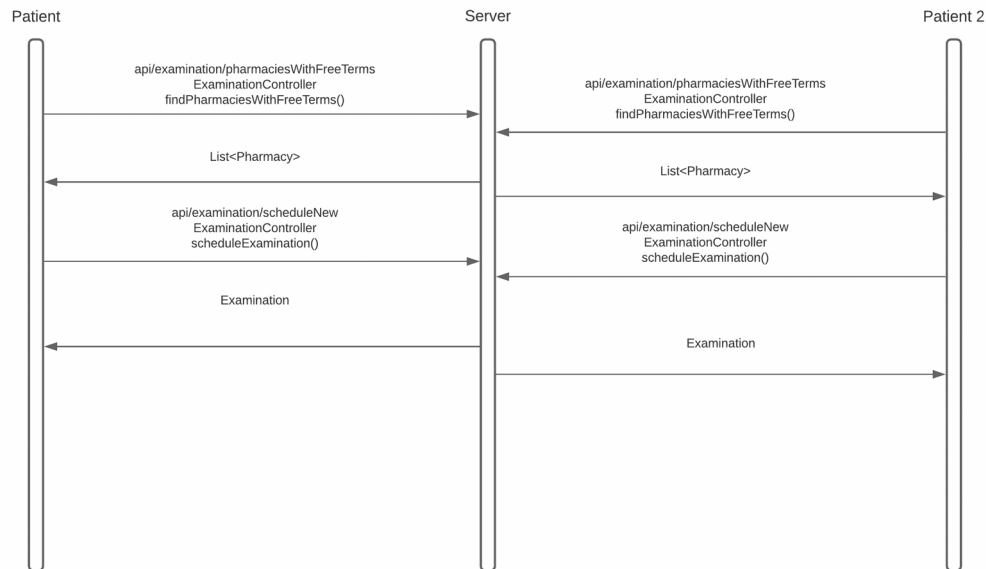 Patient
Server
Patient 2
api/examination/pharmaciesWithFreeTerms
ExaminationController
findPharmaciesWithFreeTerms()
api/examination/pharmaciesWithFreeTerms
ExaminationController
findPharmaciesWithFreeTerms()
List<Pharmacy>
List<Pharmacy>
api/examination/scheduleNew
ExaminationController
scheduleExamination()
api/examination/scheduleNew
ExaminationController
scheduleExamination()
Examination
Examination